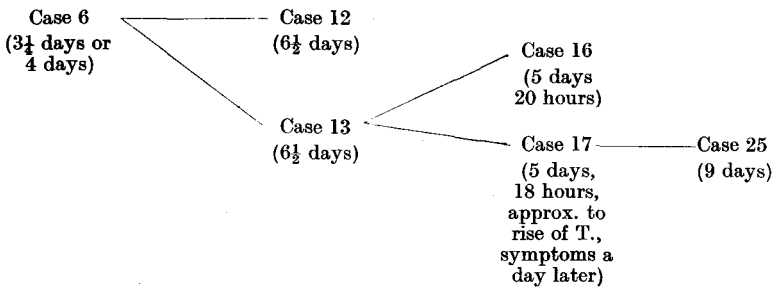 Case 6
(3¼ days or
4 days)
Case 12
(6½ days)
Case 13
(6½ days)
Case 16
(5 days
20 hours)
Case 17
(5 days,
18 hours,
approx. to
rise of T.,
symptoms a
day later)
Case 25
(9 days)